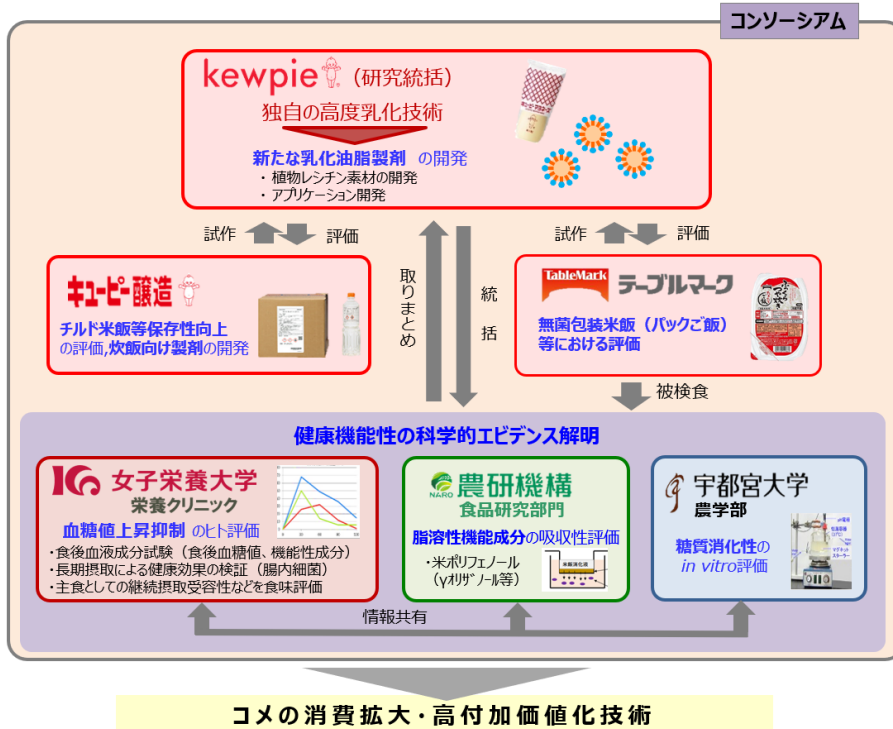 コンソーシアム
kewpie (研究統括)
独自の高度乳化技術
新たな乳化油脂製剤 の開発
・植物レシチン素材の開発
・アプリケーション開発
試作 評価
試作 評価
取りまとめ
統括
キユーピー醸造
チルド米飯等保存性向上
の評価,炊飯向け製剤の開発
TableMark テーブルマーク
無菌包装米飯（パックご飯）
等における評価
被検食
健康機能性の科学的エビデンス解明
女子栄養大学
栄養クリニック
血糖値上昇抑制 のヒト評価
・食後血液成分試験（食後血糖値、機能性成分）
・長期摂取による健康効果の検証（腸内細菌）
・主食としての継続摂取受容性などを食味評価
NARO 農研機構
食品研究部門
脂溶性機能成分の吸収性評価
・米ポリフェノール
（γオリザノール等）
宇都宮大学
農学部
糖質消化性の
in vitro評価
情報共有
コメの消費拡大・高付加価値化技術